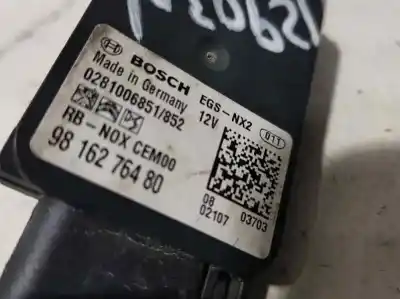 BOSCH
Made in Germany EGS-NX2
0281006851/852 12V 011
RB-NOX CEM00
98 162 764 80
08
02107 03703